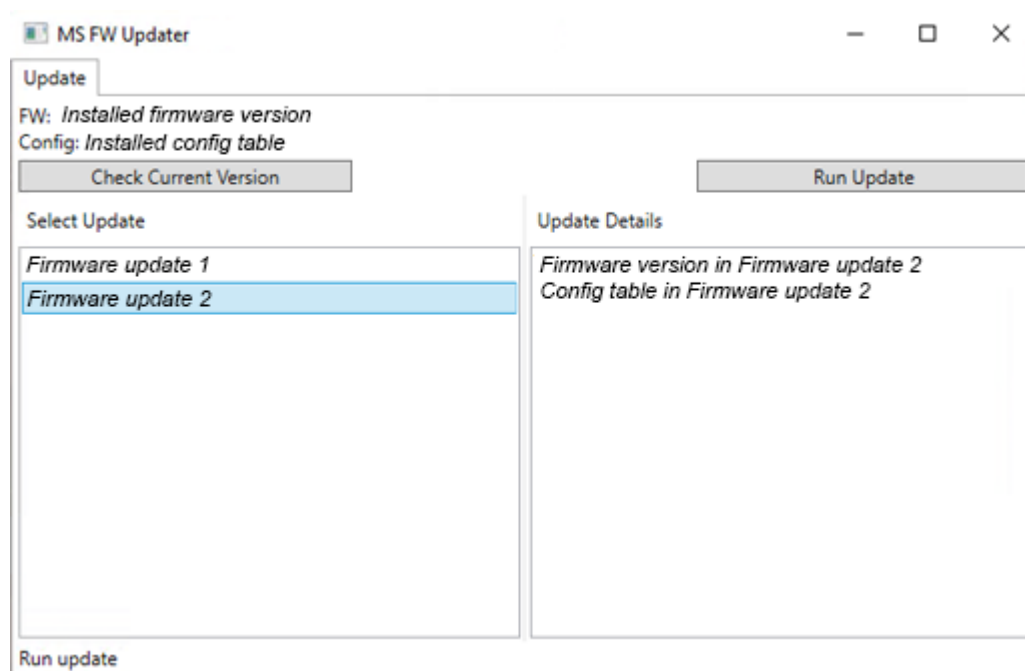 MS FW Updater
Update
FW: Installed firmware version
Config: Installed config table
Check Current Version
Run Update
Select Update
Update Details
Firmware update 1
Firmware update 2
Firmware version in Firmware update 2
Config table in Firmware update 2
Run update